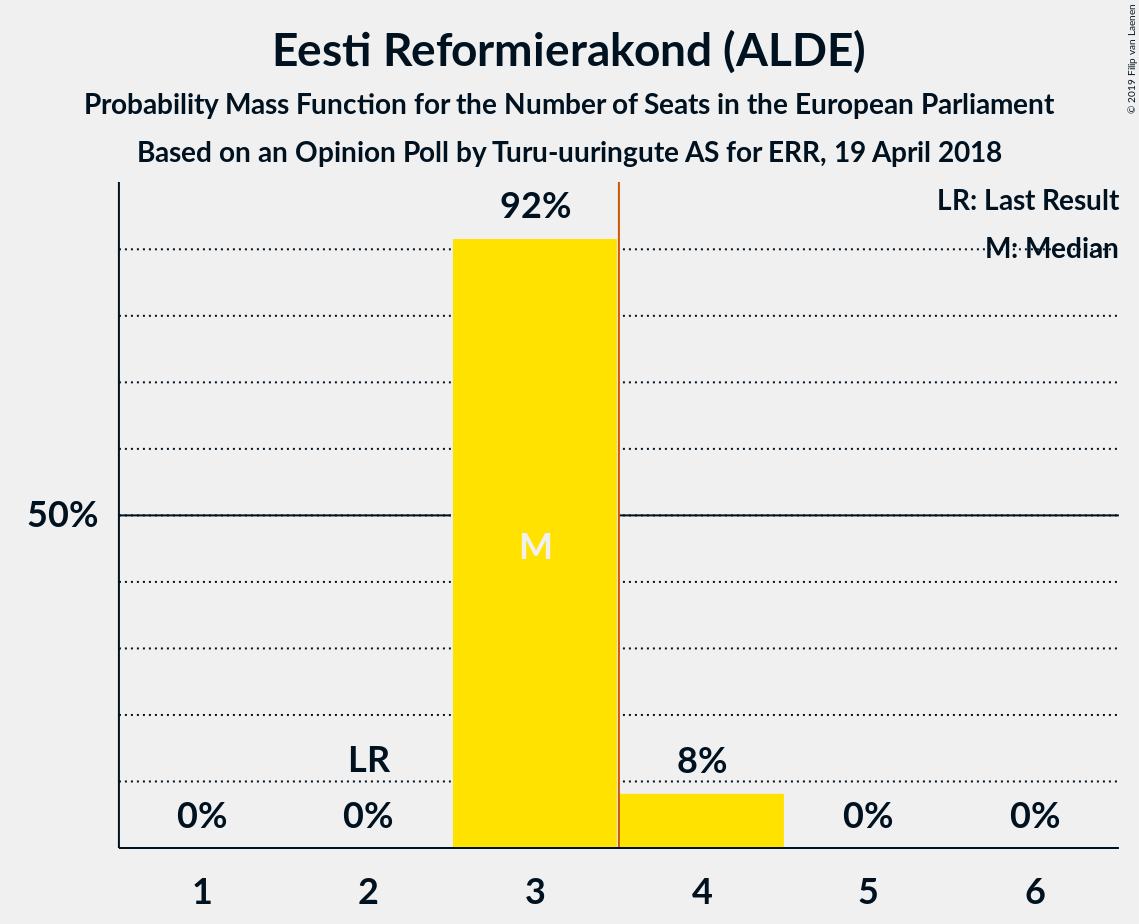 Eesti Reformierakond (ALDE)
Probability Mass Function for the Number of Seats in the European Parliament
Based on an Opinion Poll by Turu-uuringute AS for ERR, 19 April 2018
© 2019 Filip van Laenen
LR: Last Result
M: Median
92%
50%
M
LR
8%
0%
0%
0%
0%
1
2
3
4
5
6